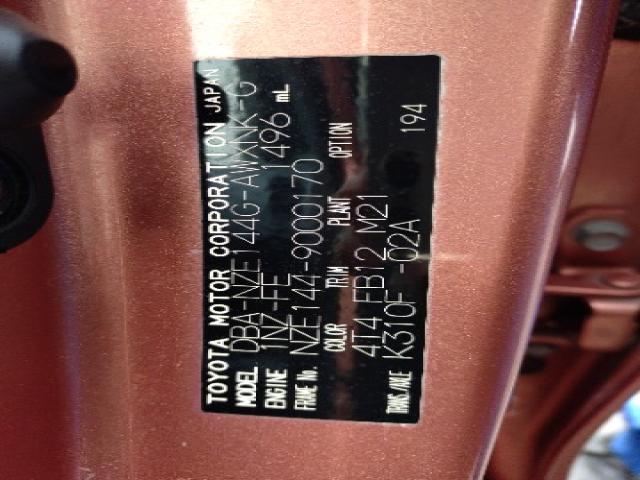 TOYOTA MOTOR CORPORATION JAPAN
MODEL DBA-NZE144G-AWXNK-G
ENGINE 1NZ-FE 1496 mL
FRAME No. NZE144-9000170
COLOR TRIM PLANT OPTION
4T4 FB12 M21
TRANS./AXLE K310F -02A 194